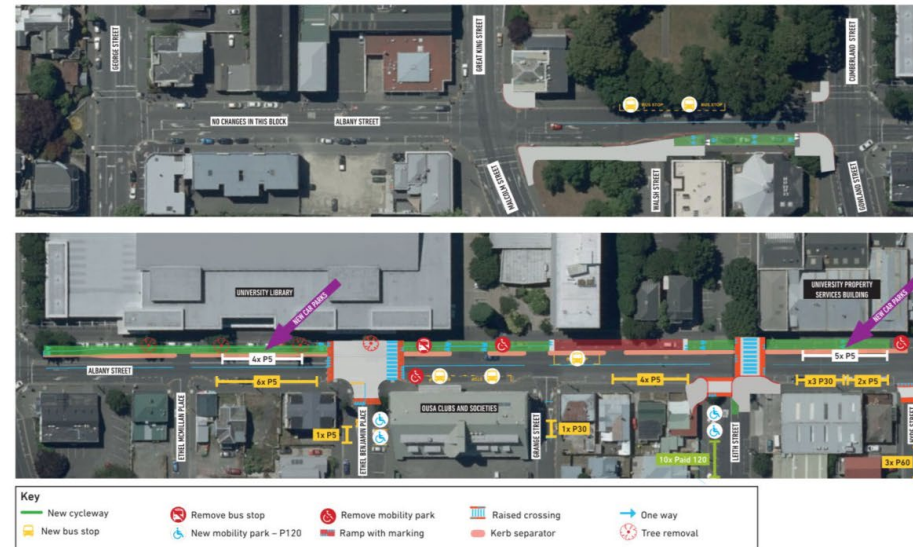 GEORGE STREET
NO CHANGES IN THIS BLOCK
ALBANY STREET
GREAT KING STREET
MALCOLM STREET
BUS STOP
BUS STOP
WALSH STREET
CUMBERLAND STREET
GOWLAND STREET
UNIVERSITY LIBRARY
NEW CAR PARKS
4x P5
ALBANY STREET
6x P5
ETHEL MCMILLAN PLACE
1x P5
ETHEL BENJAMIN PLACE
OUSA CLUBS AND SOCIETIES
GRANGE STREET
1x P30
4x P5
10x Paid 120
LEITH STREET
UNIVERSITY PROPERTY
SERVICES BUILDING
NEW CAR PARKS
5x P5
x3 P30
2x P5
HYDE STREET
3x P60
Key
New cycleway
New bus stop
Remove bus stop
New mobility park – P120
Remove mobility park
Ramp with marking
Raised crossing
Kerb separator
One way
Tree removal